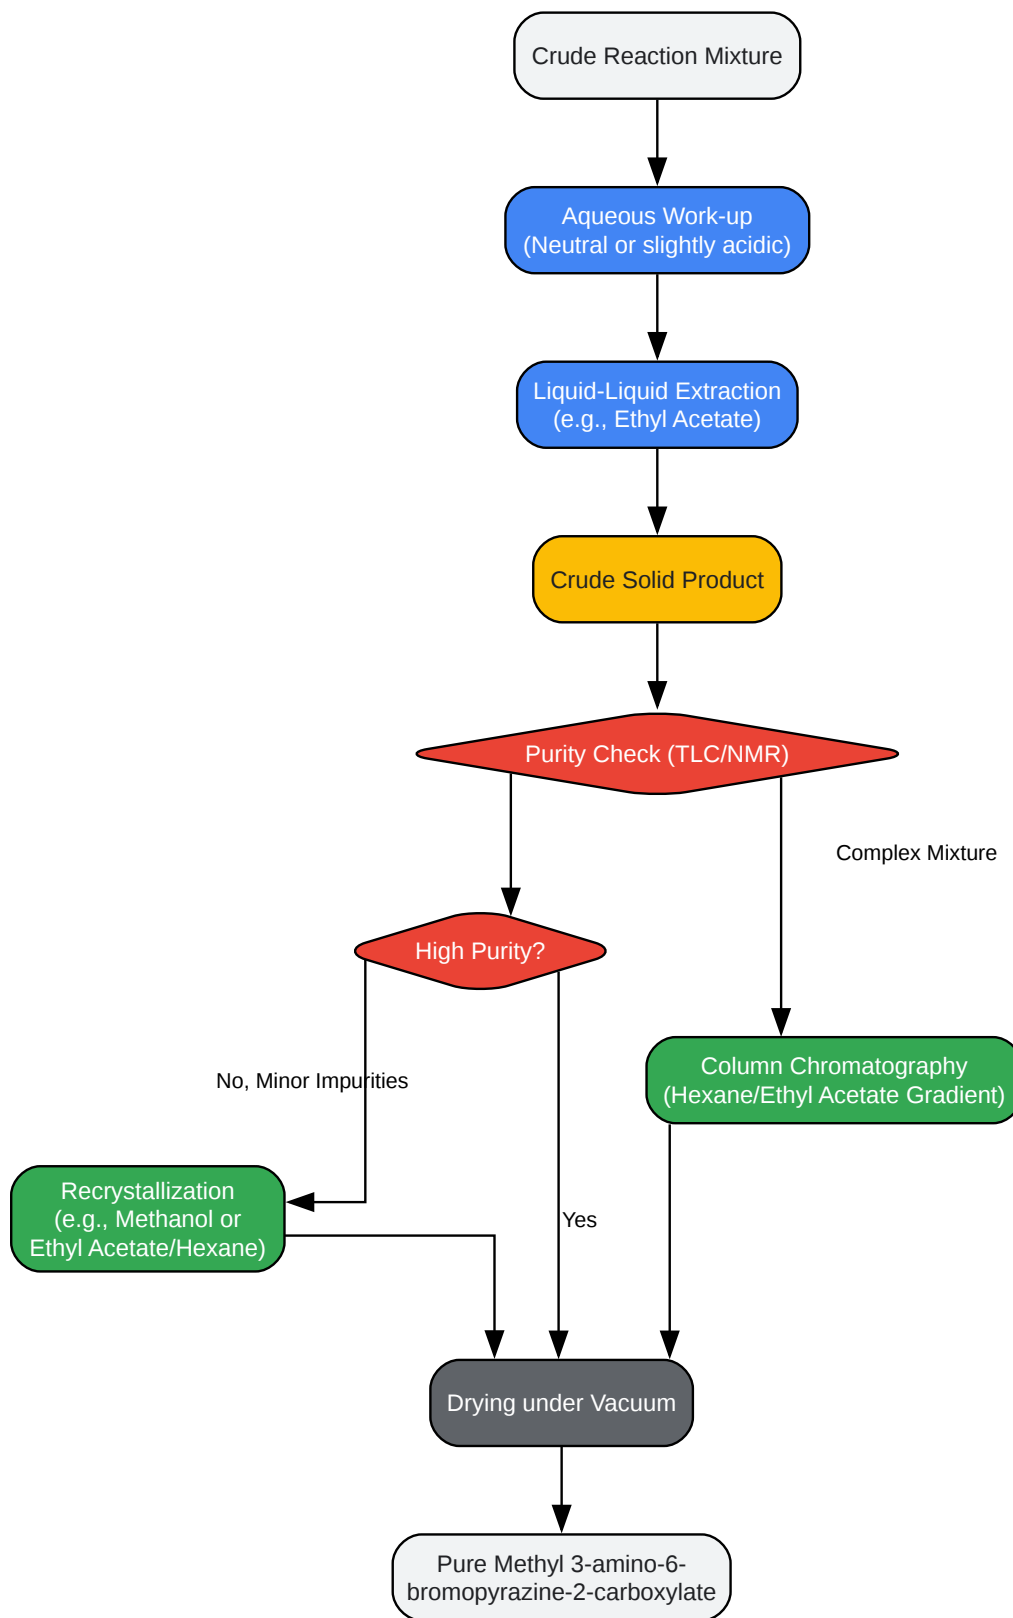 Crude Reaction Mixture
Aqueous Work-up
(Neutral or slightly acidic)
Liquid-Liquid Extraction
(e.g., Ethyl Acetate)
Crude Solid Product
Purity Check (TLC/NMR)
Complex Mixture
High Purity?
Column Chromatography
(Hexane/Ethyl Acetate Gradient)
No, Minor Impurities
Recrystallization
(e.g., Methanol or
Ethyl Acetate/Hexane)
Yes
Drying under Vacuum
Pure Methyl 3-amino-6-
bromopyrazine-2-carboxylate